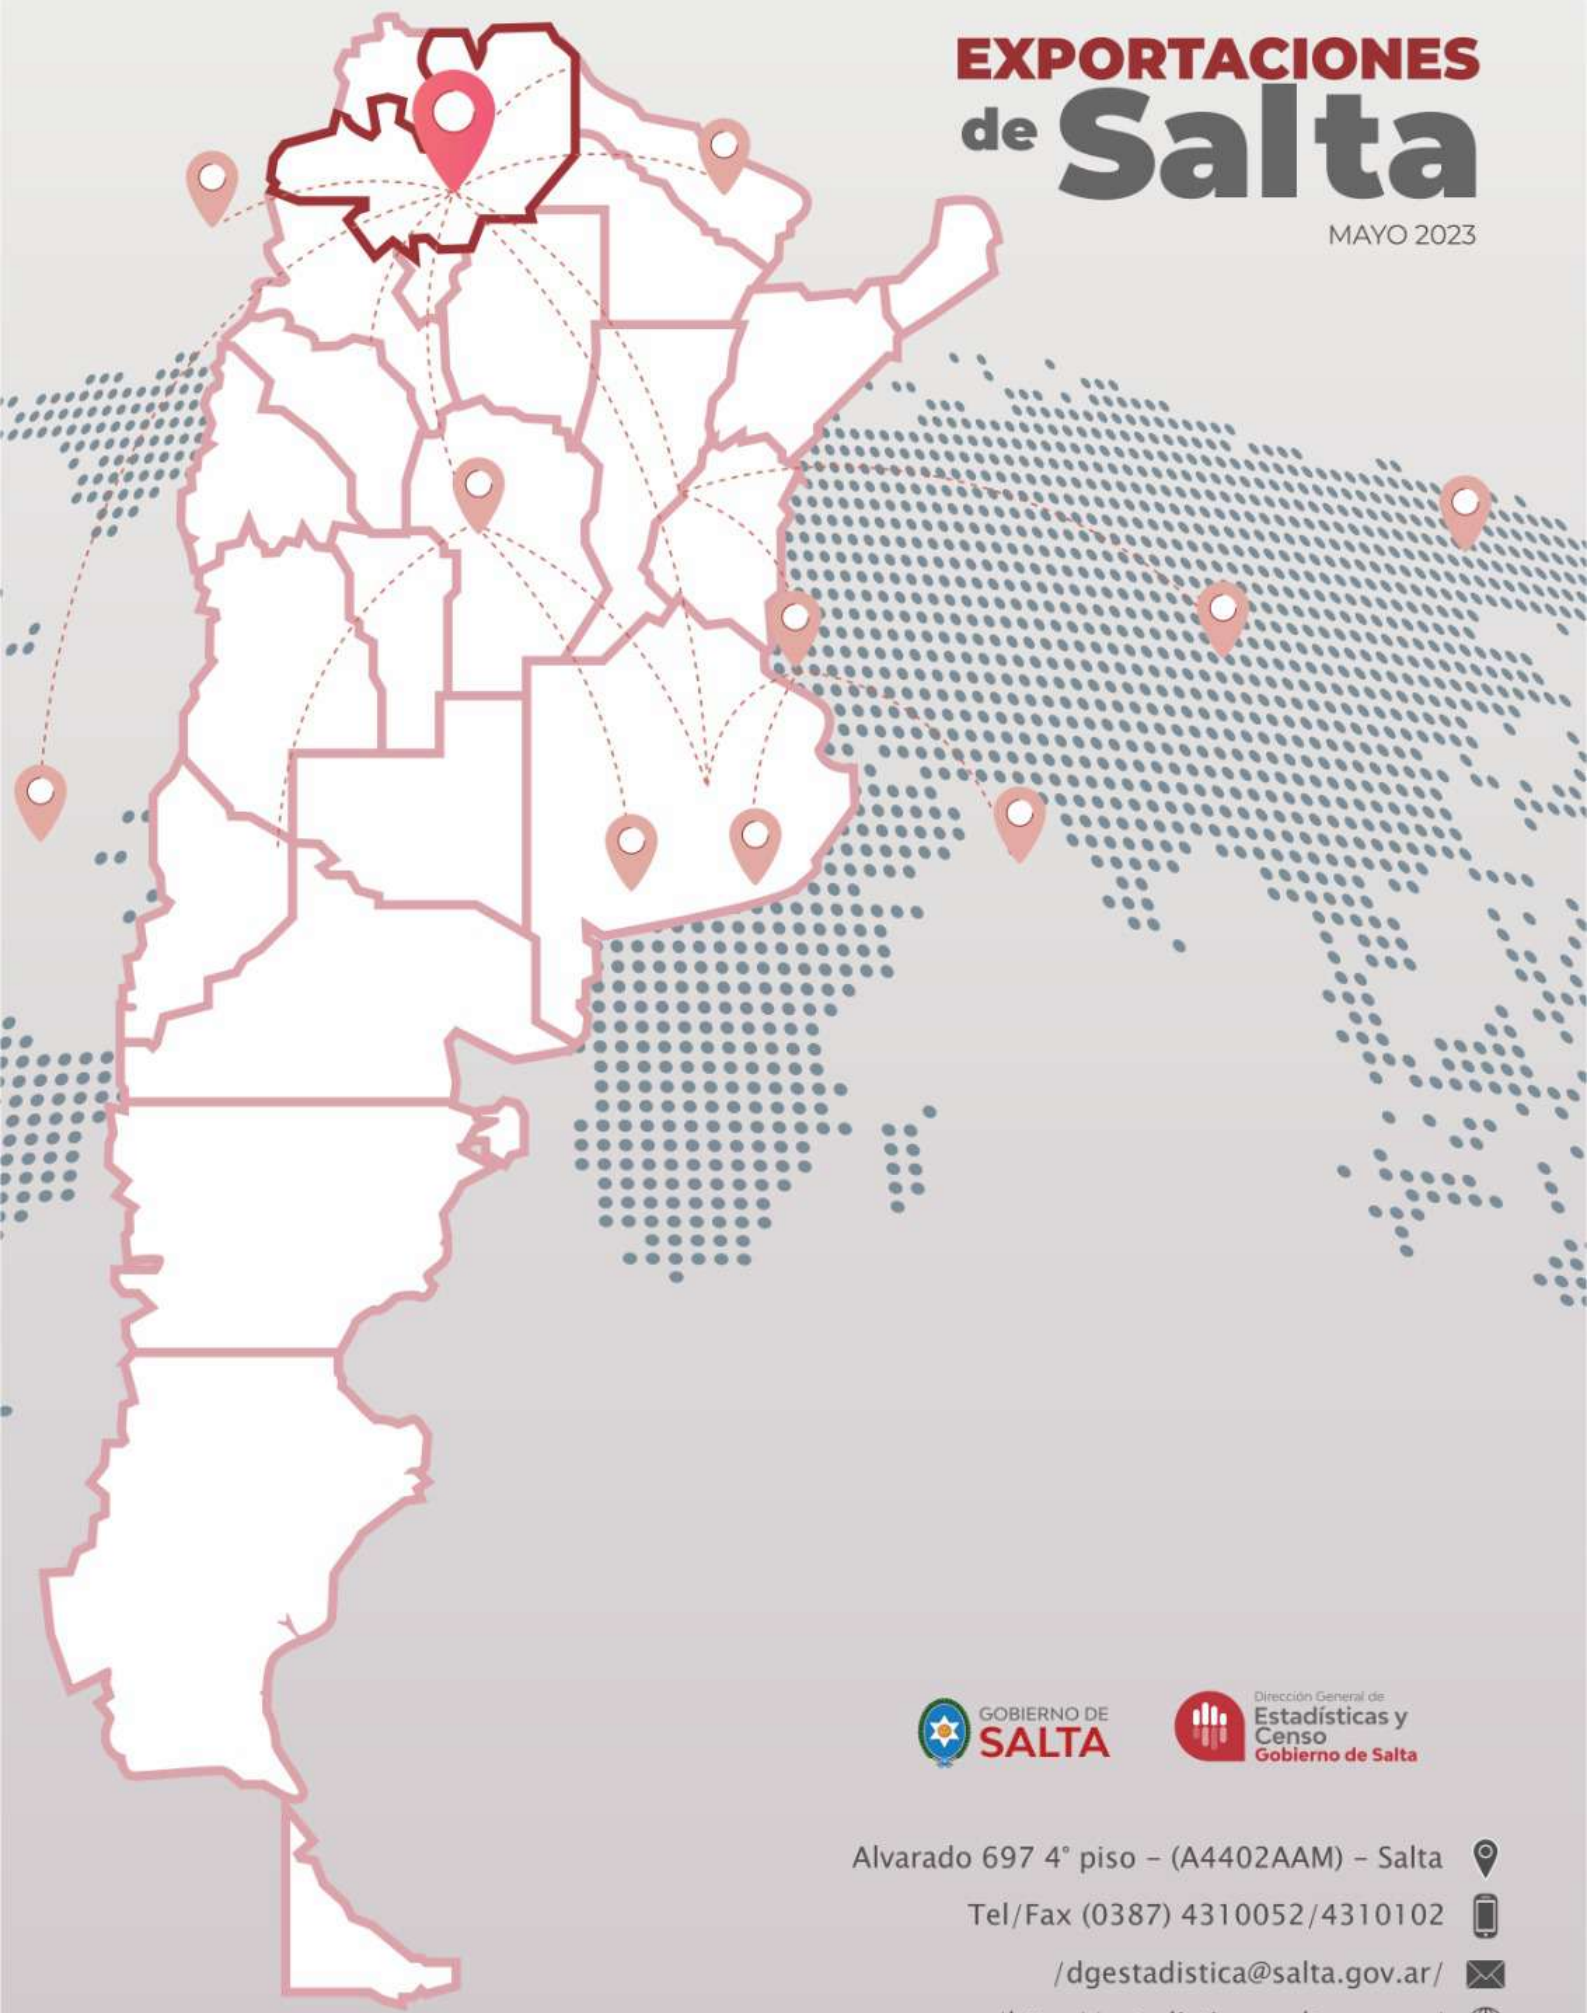 EXPORTACIONES
de Salta
MAYO 2023
GOBIERNO DE
SALTA
Dirección General de
Estadísticas y
Censo
Gobierno de Salta
Alvarado 697 4° piso – (A4402AAM) – Salta
Tel/Fax (0387) 4310052/4310102
/dgestadistica@salta.gov.ar/